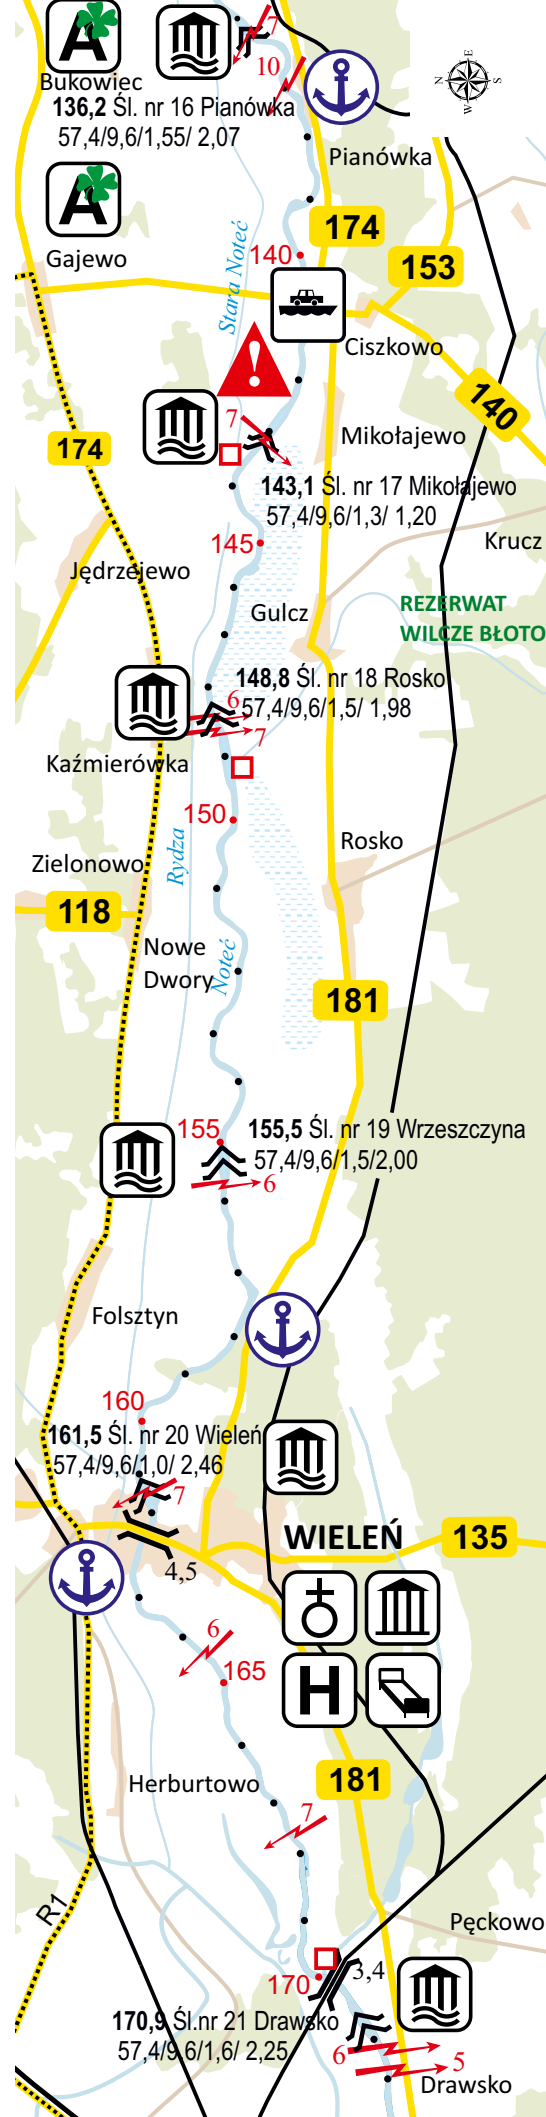 7
A
Bukowiec
10
136,2 Śl. nr 16 Pianówka
57,4/9,6/1,55/ 2,07
N
E
S
W
Pianówka
A
Gajewo
Stara Noteć
174
140
153
Ciszkowo
!
140
7
174
Mikołajewo
143,1 Śl. nr 17 Mikołajewo
57,4/9,6/1,3/ 1,20
145
Krucz
Jędrzejewo
Gulcz
REZERWAT
WILCZE BŁOTO
148,8 Śl. nr 18 Rosko
6
57,4/9,6/1,5/ 1,98
7
Kaźmierówka
150
Rydza
Rosko
Zielonowo
118
Nowe
Dwory
Noteć
181
155
155,5 Śl. nr 19 Wrzeszczyna
57,4/9,6/1,5/2,00
6
Folsztyn
160
161,5 Śl. nr 20 Wieleń
57,4/9,6/1,0/ 2,46
7
WIELEŃ
135
4,5
6
165
H
Herburtowo
181
7
R1
Pęckowo
170
3,4
170,9 Śl.nr 21 Drawsko
57,4/9,6/1,6/ 2,25
6
5
Drawsko